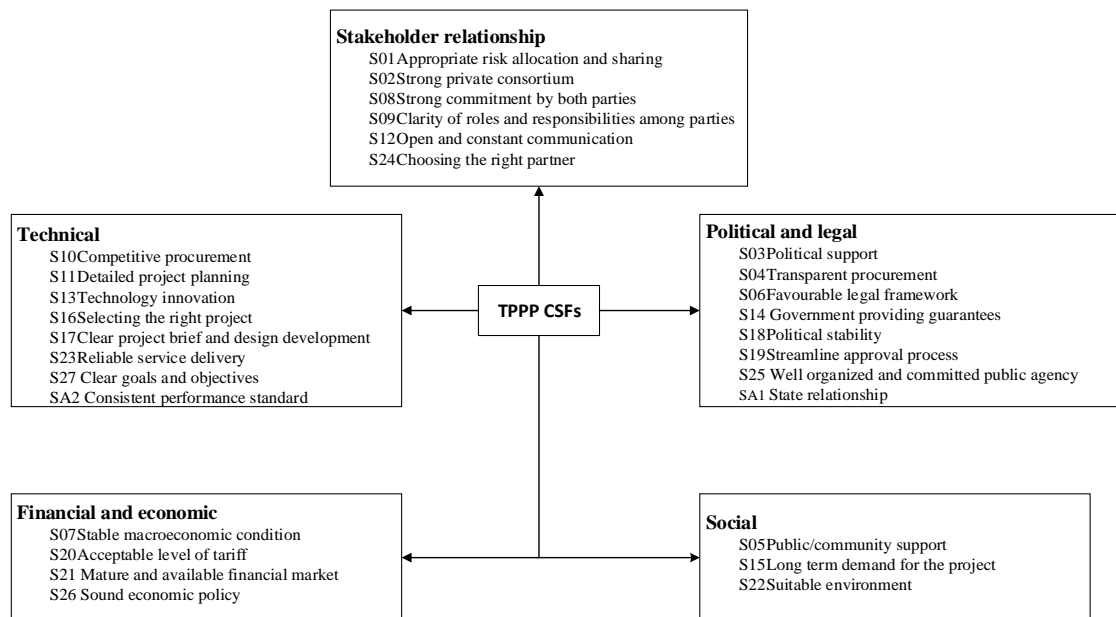 Stakeholder relationship
S01Appropriate risk allocation and sharing
S02Strong private consortium
S08Strong commitment by both parties
S09Clarity of roles and responsibilities among parties
S12Open and constant communication
S24Choosing the right partner
Technical
S10Competitive procurement
S11Detailed project planning
S13Technology innovation
S16Selecting the right project
S17Clear project brief and design development
S23Reliable service delivery
S27 Clear goals and objectives
SA2 Consistent performance standard
TPPP CSFs
Political and legal
S03Political support
S04Transparent procurement
S06Favourable legal framework
S14 Government providing guarantees
S18Political stability
S19Streamline approval process
S25 Well organized and committed public agency
SA1 State relationship
Financial and economic
S07Stable macroeconomic condition
S20Acceptable level of tariff
S21 Mature and available financial market
S26 Sound economic policy
Social
S05Public/community support
S15Long term demand for the project
S22Suitable environment